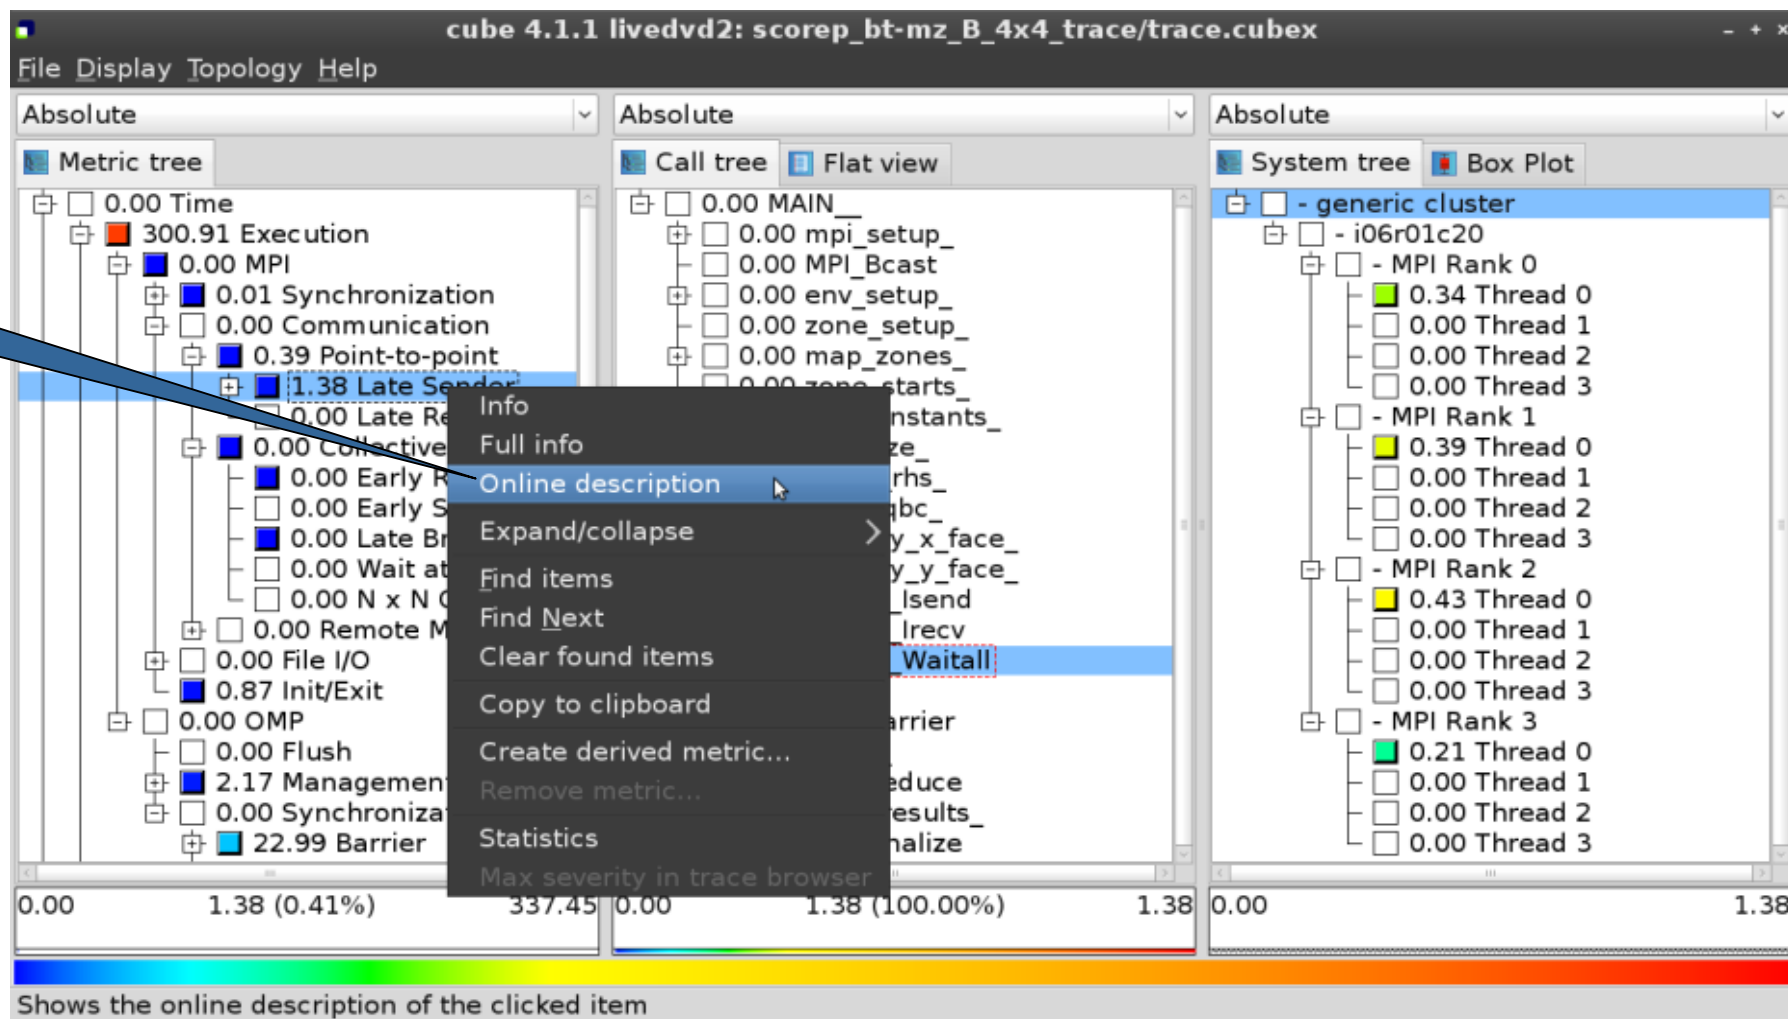 cube 4.1.1 livedvd2: scorep_bt-mz_B_4x4_trace/trace.cubex
File Display Topology Help
Absolute
Metric tree
0.00 Time
300.91 Execution
0.00 MPI
0.01 Synchronization
0.00 Communication
0.39 Point-to-point
1.38 Late Sender
0.00 Late Re
0.00 Collective
0.00 Early R
0.00 Early S
0.00 Late Br
0.00 Wait at
0.00 N x N
0.00 Remote M
0.00 File I/O
0.87 Init/Exit
0.00 OMP
0.00 Flush
2.17 Managemen
0.00 Synchroniza
22.99 Barrier
0.00 1.38 (0.41%) 337.45
Info
Full info
Online description
Expand/collapse
Find items
Find Next
Clear found items
Copy to clipboard
Create derived metric...
Remove metric...
Statistics
Max severity in trace browser
Absolute
Call tree Flat view
0.00 MAIN__
0.00 mpi_setup_
0.00 MPI_Bcast
0.00 env_setup_
0.00 zone_setup_
0.00 map_zones_
0.00 zone_starts_
nstants_
ze_
rhs_
qbc_
y_x_face_
y_y_face_
_Isend
_Irecv
_Waitall
arrier
educe
esults_
nalize
0.00 1.38 (100.00%) 1.38
Absolute
System tree Box Plot
- generic cluster
- i06r01c20
- MPI Rank 0
0.34 Thread 0
0.00 Thread 1
0.00 Thread 2
0.00 Thread 3
- MPI Rank 1
0.39 Thread 0
0.00 Thread 1
0.00 Thread 2
0.00 Thread 3
- MPI Rank 2
0.43 Thread 0
0.00 Thread 1
0.00 Thread 2
0.00 Thread 3
- MPI Rank 3
0.21 Thread 0
0.00 Thread 1
0.00 Thread 2
0.00 Thread 3
0.00 1.38
Shows the online description of the clicked item